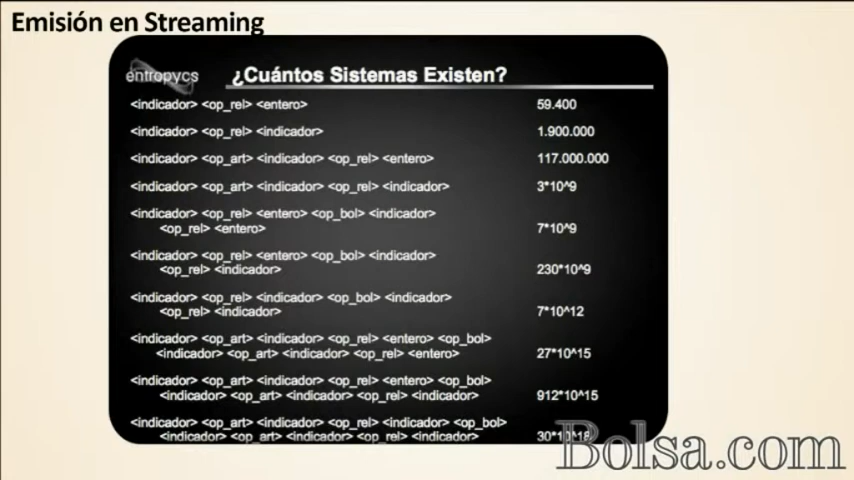 Emisión en Streaming
entropycs
¿Cuántos Sistemas Existen?
<indicador> <op_rel> <entero> 59.400
<indicador> <op_rel> <indicador> 1.900.000
<indicador> <op_art> <indicador> <op_rel> <entero> 117.000.000
<indicador> <op_art> <indicador> <op_rel> <indicador> 3*10^9
<indicador> <op_rel> <entero> <op_bol> <indicador>
<op_rel> <entero> 7*10^9
<indicador> <op_rel> <entero> <op_bol> <indicador>
<op_rel> <indicador> 230*10^9
<indicador> <op_rel> <indicador> <op_bol> <indicador>
<op_rel> <indicador> 7*10^12
<indicador> <op_art> <indicador> <op_rel> <entero> <op_bol>
<indicador> <op_art> <indicador> <op_rel> <entero> 27*10^15
<indicador> <op_art> <indicador> <op_rel> <entero> <op_bol>
<indicador> <op_art> <indicador> <op_rel> <indicador> 912*10^15
<indicador> <op_art> <indicador> <op_rel> <indicador> <op_bol>
<indicador> <op_art> <indicador> <op_rel> <indicador> 30*10^18
Bolsa.com